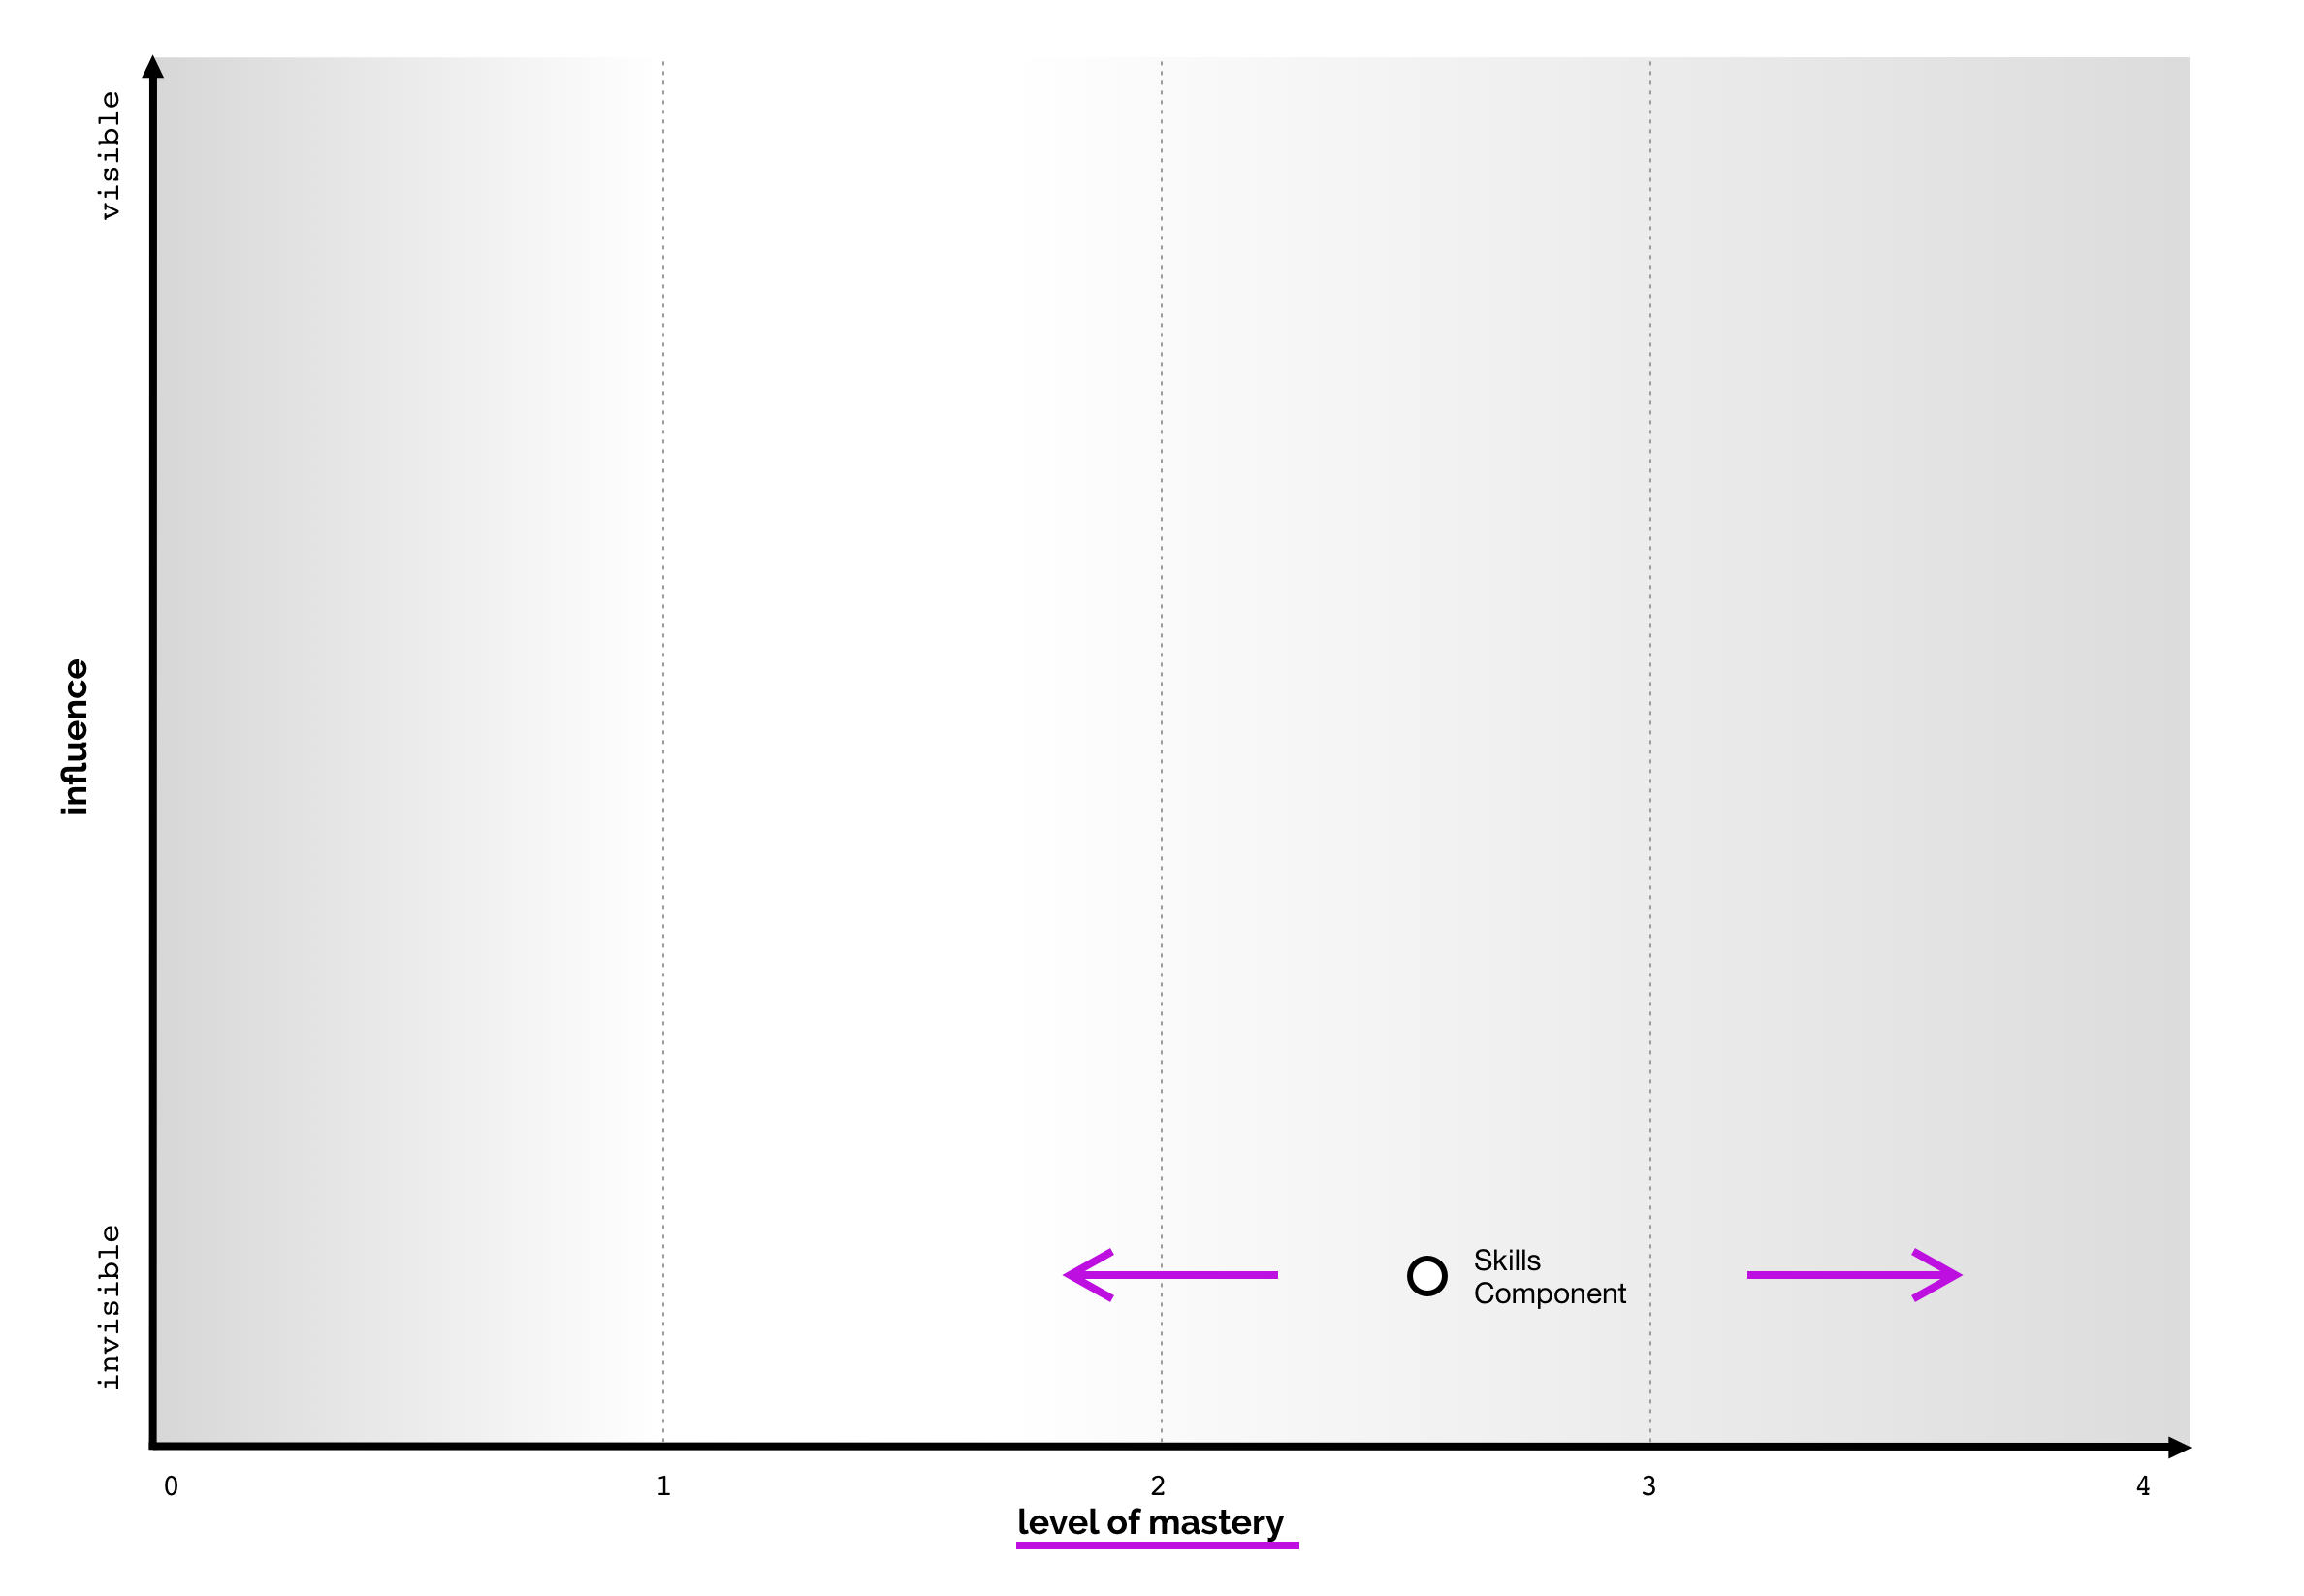 visible
influence
invisible
Skills
Component
0
1
2
3
4
level of mastery